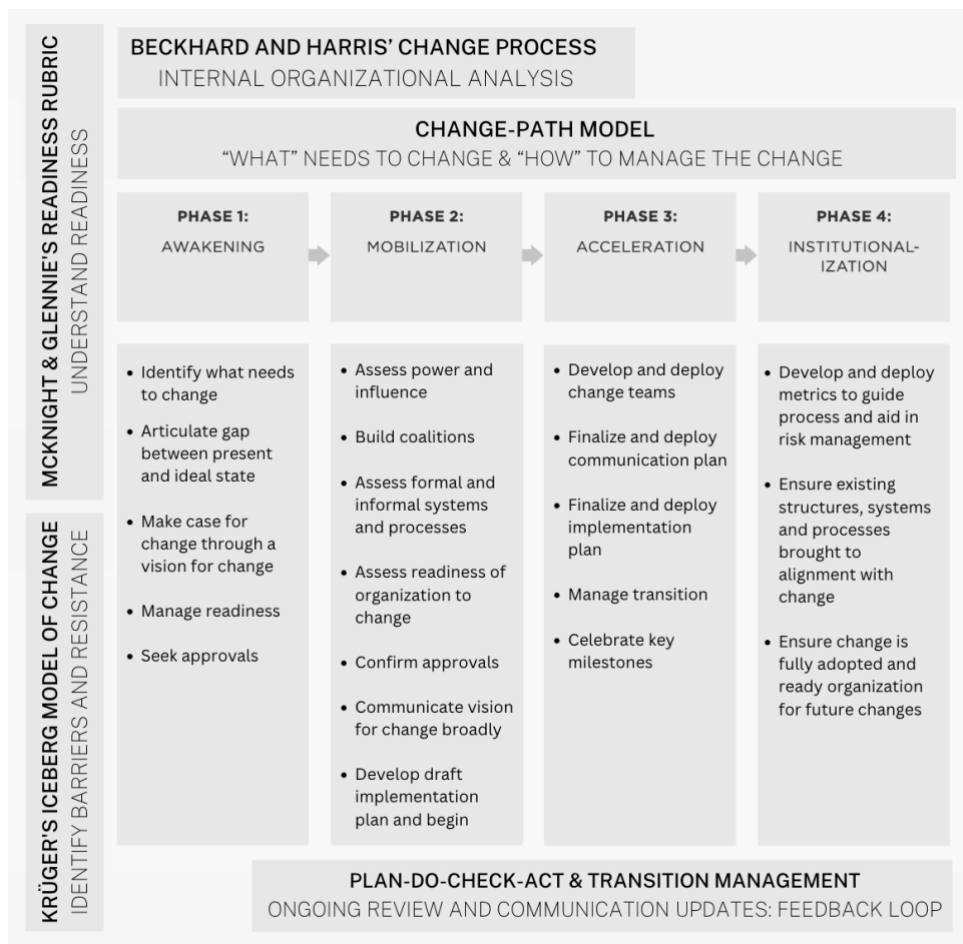 MCKNIGHT & GLENNIE'S READINESS RUBRIC
UNDERSTAND READINESS
KRÜGER'S ICEBERG MODEL OF CHANGE
IDENTIFY BARRIERS AND RESISTANCE
BECKHARD AND HARRIS' CHANGE PROCESS
INTERNAL ORGANIZATIONAL ANALYSIS
CHANGE-PATH MODEL
"WHAT" NEEDS TO CHANGE & "HOW" TO MANAGE THE CHANGE
PHASE 1:
AWAKENING
PHASE 2:
MOBILIZATION
PHASE 3:
ACCELERATION
PHASE 4:
INSTITUTIONAL-
IZATION
• Identify what needs
to change
• Articulate gap
between present
and ideal state
• Make case for
change through a
vision for change
• Manage readiness
• Seek approvals
• Assess power and
influence
• Build coalitions
• Assess formal and
informal systems
and processes
• Assess readiness of
organization to
change
• Confirm approvals
• Communicate vision
for change broadly
• Develop draft
implementation
plan and begin
• Develop and deploy
change teams
• Finalize and deploy
communication plan
• Finalize and deploy
implementation
plan
• Manage transition
• Celebrate key
milestones
• Develop and deploy
metrics to guide
process and aid in
risk management
• Ensure existing
structures, systems
and processes
brought to
alignment with
change
• Ensure change is
fully adopted and
ready organization
for future changes
PLAN-DO-CHECK-ACT & TRANSITION MANAGEMENT
ONGOING REVIEW AND COMMUNICATION UPDATES: FEEDBACK LOOP